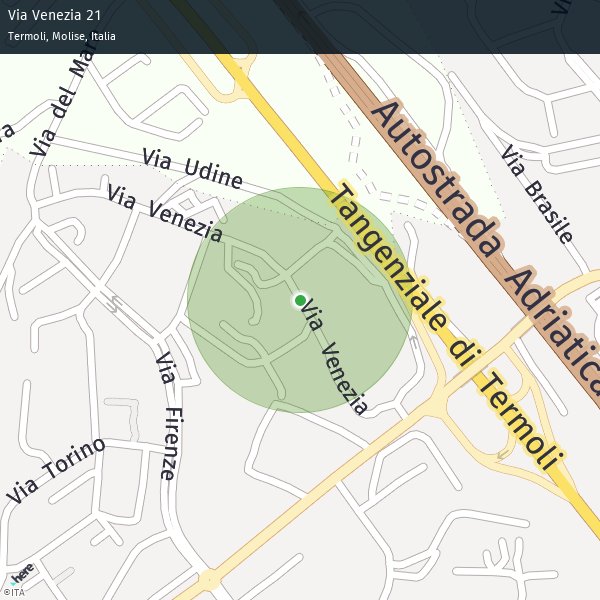 Via Venezia 21
Termoli, Molise, Italia
Via del Mar
Via Udine
Via Venezia
Autostrada Adriatica
Via Brasile
Tangenziale di Termoli
Via Venezia
Via Firenze
Via Torino
here
©ITA